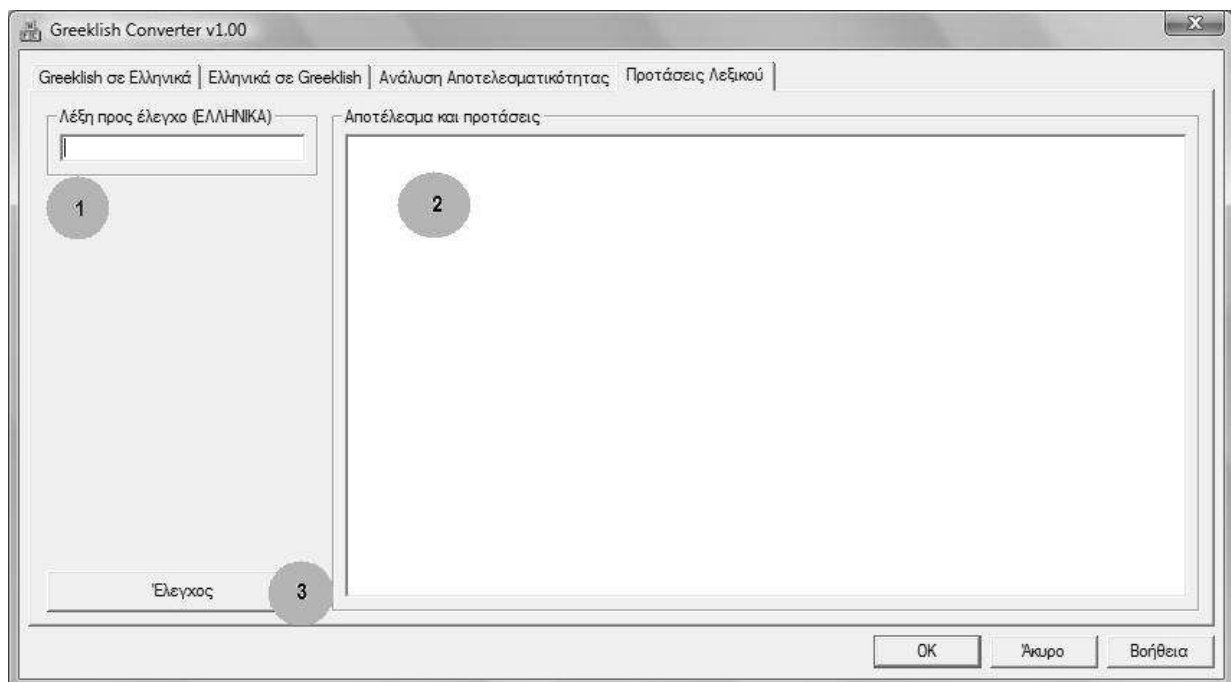 Greeklish Converter v1.00
Greeklish σε Ελληνικά Ελληνικά σε Greeklish Ανάλυση Αποτελεσματικότητας Προτάσεις Λεξικού
Λέξη προς έλεγχο (ΕΛΛΗΝΙΚΑ)
Αποτέλεσμα και προτάσεις
1
2
Έλεγχος
3
OK
Άκυρο
Βοήθεια